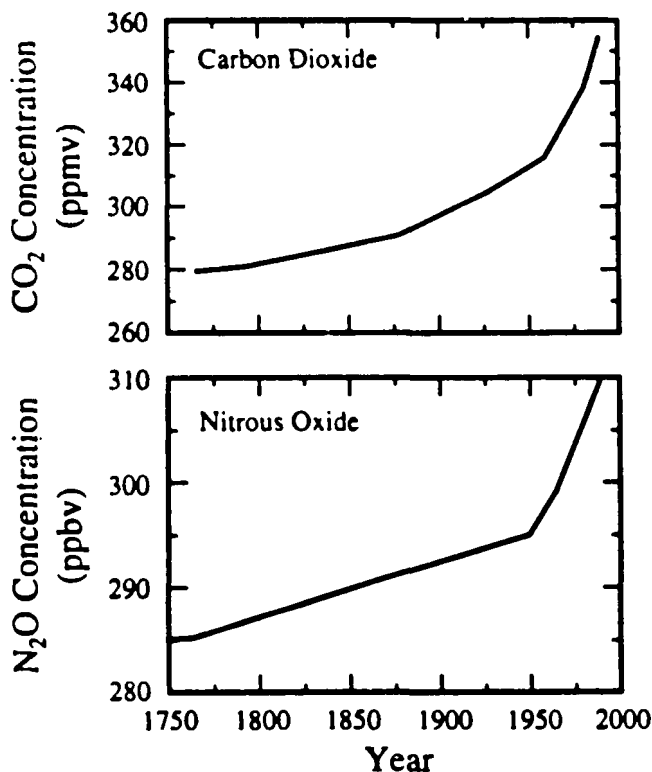 CO₂ Concentration
(ppmv)
360
340
320
300
280
260
Carbon Dioxide
N₂O Concentration
(ppbv)
310
300
290
280
Nitrous Oxide
1750 1800 1850 1900 1950 2000
Year